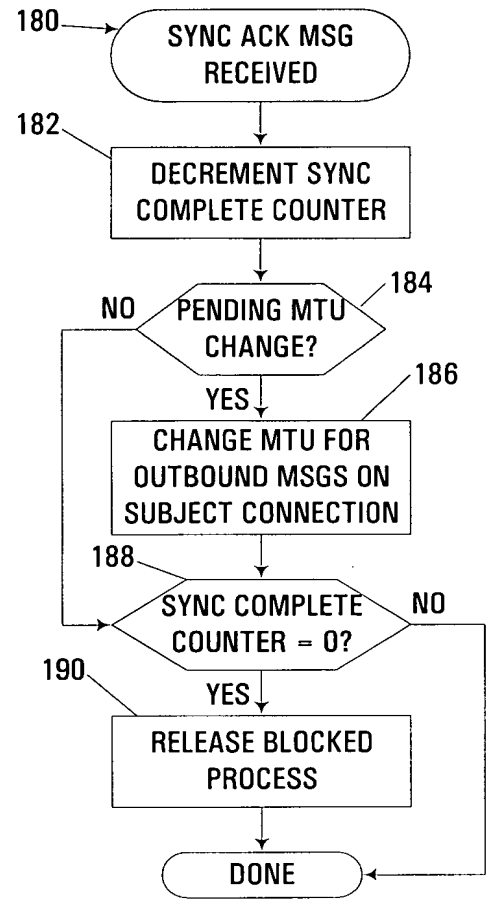 180
SYNC ACK MSG
RECEIVED
182
DECREMENT SYNC
COMPLETE COUNTER
184
NO
PENDING MTU
CHANGE?
YES
186
CHANGE MTU FOR
OUTBOUND MSGS ON
SUBJECT CONNECTION
188
SYNC COMPLETE
COUNTER = 0?
NO
190
YES
RELEASE BLOCKED
PROCESS
DONE